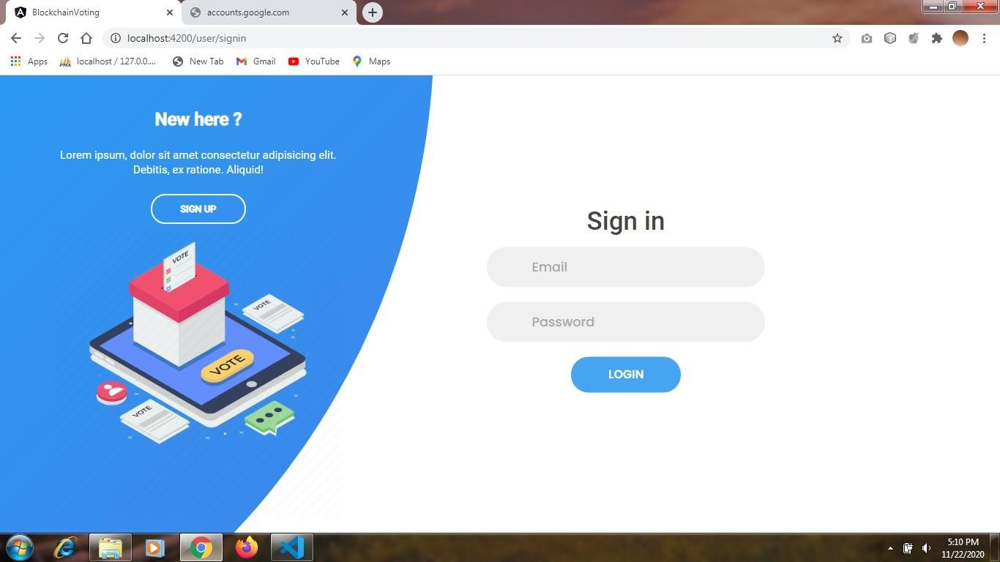 BlockchainVoting
accounts.google.com
localhost:4200/user/signin
Apps
localhost / 127.0.0....
New Tab
Gmail
YouTube
Maps
New here ?
Lorem ipsum, dolor sit amet consectetur adipisicing elit.
Debitis, ex ratione. Aliquid!
SIGN UP
VOTE
VOTE
VOTE
VOTE
Sign in
Email
Password
LOGIN
5:10 PM
11/22/2020